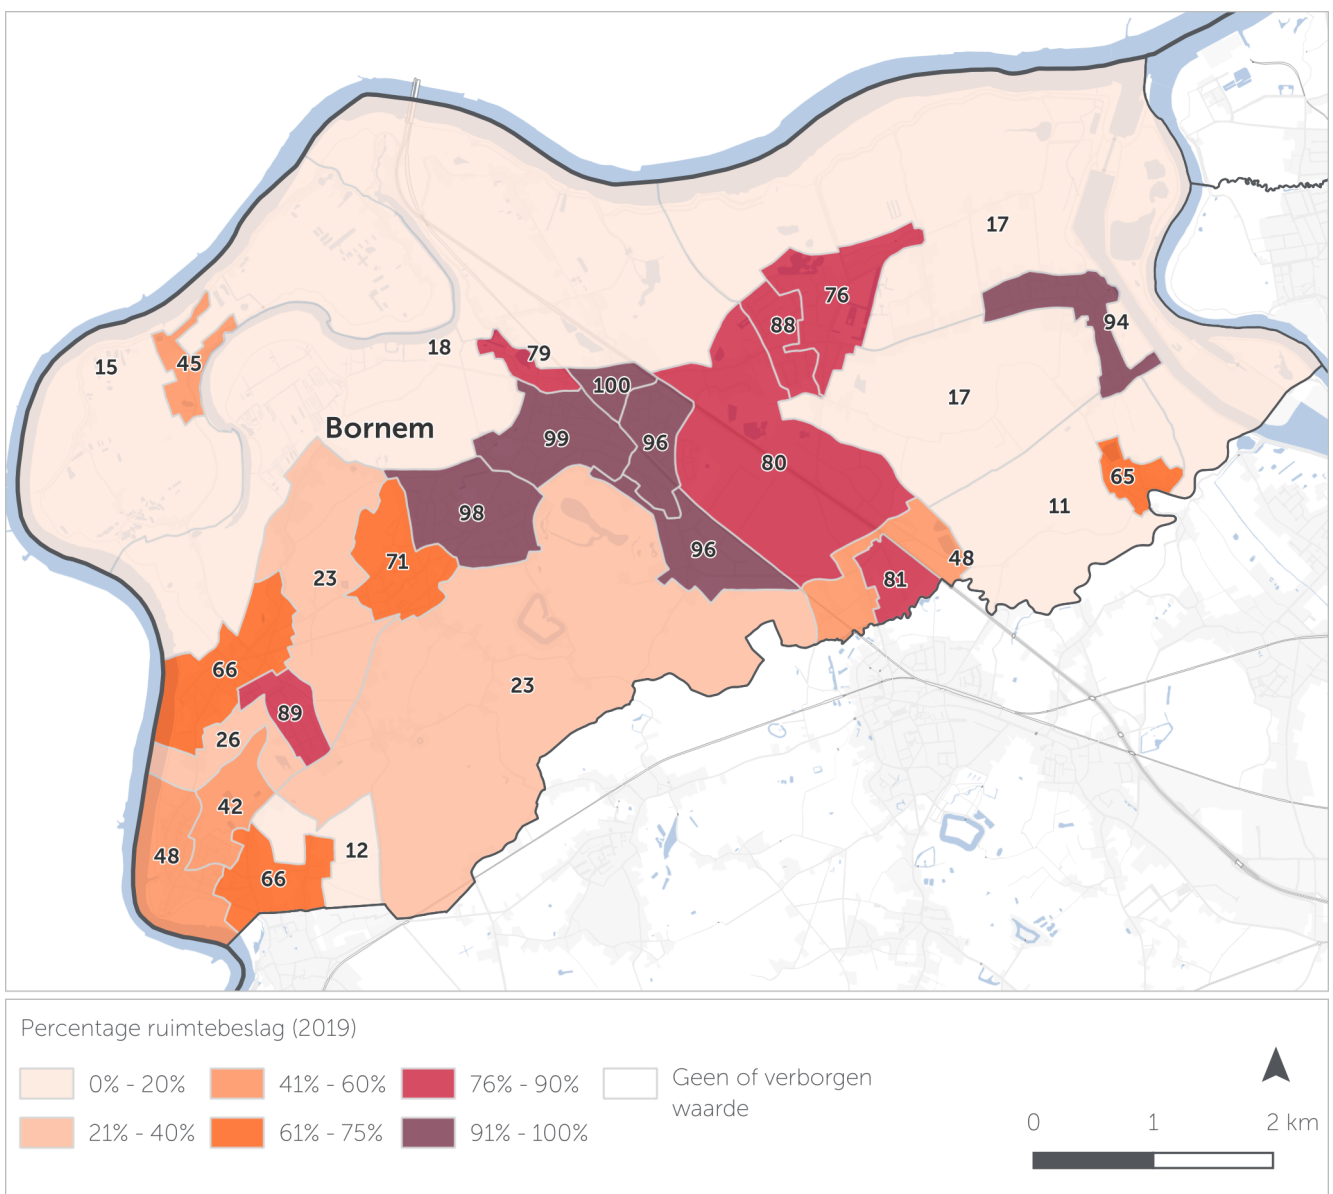 17
76
88
94
15
45
18
79
100
17
Bornem
99
96
80
65
98
11
96
71
48
23
81
66
23
89
26
42
48
12
66
Percentage ruimtebeslag (2019)
0% - 20%
41% - 60%
76% - 90%
Geen of verborgen
waarde
21% - 40%
61% - 75%
91% - 100%
0 1 2 km